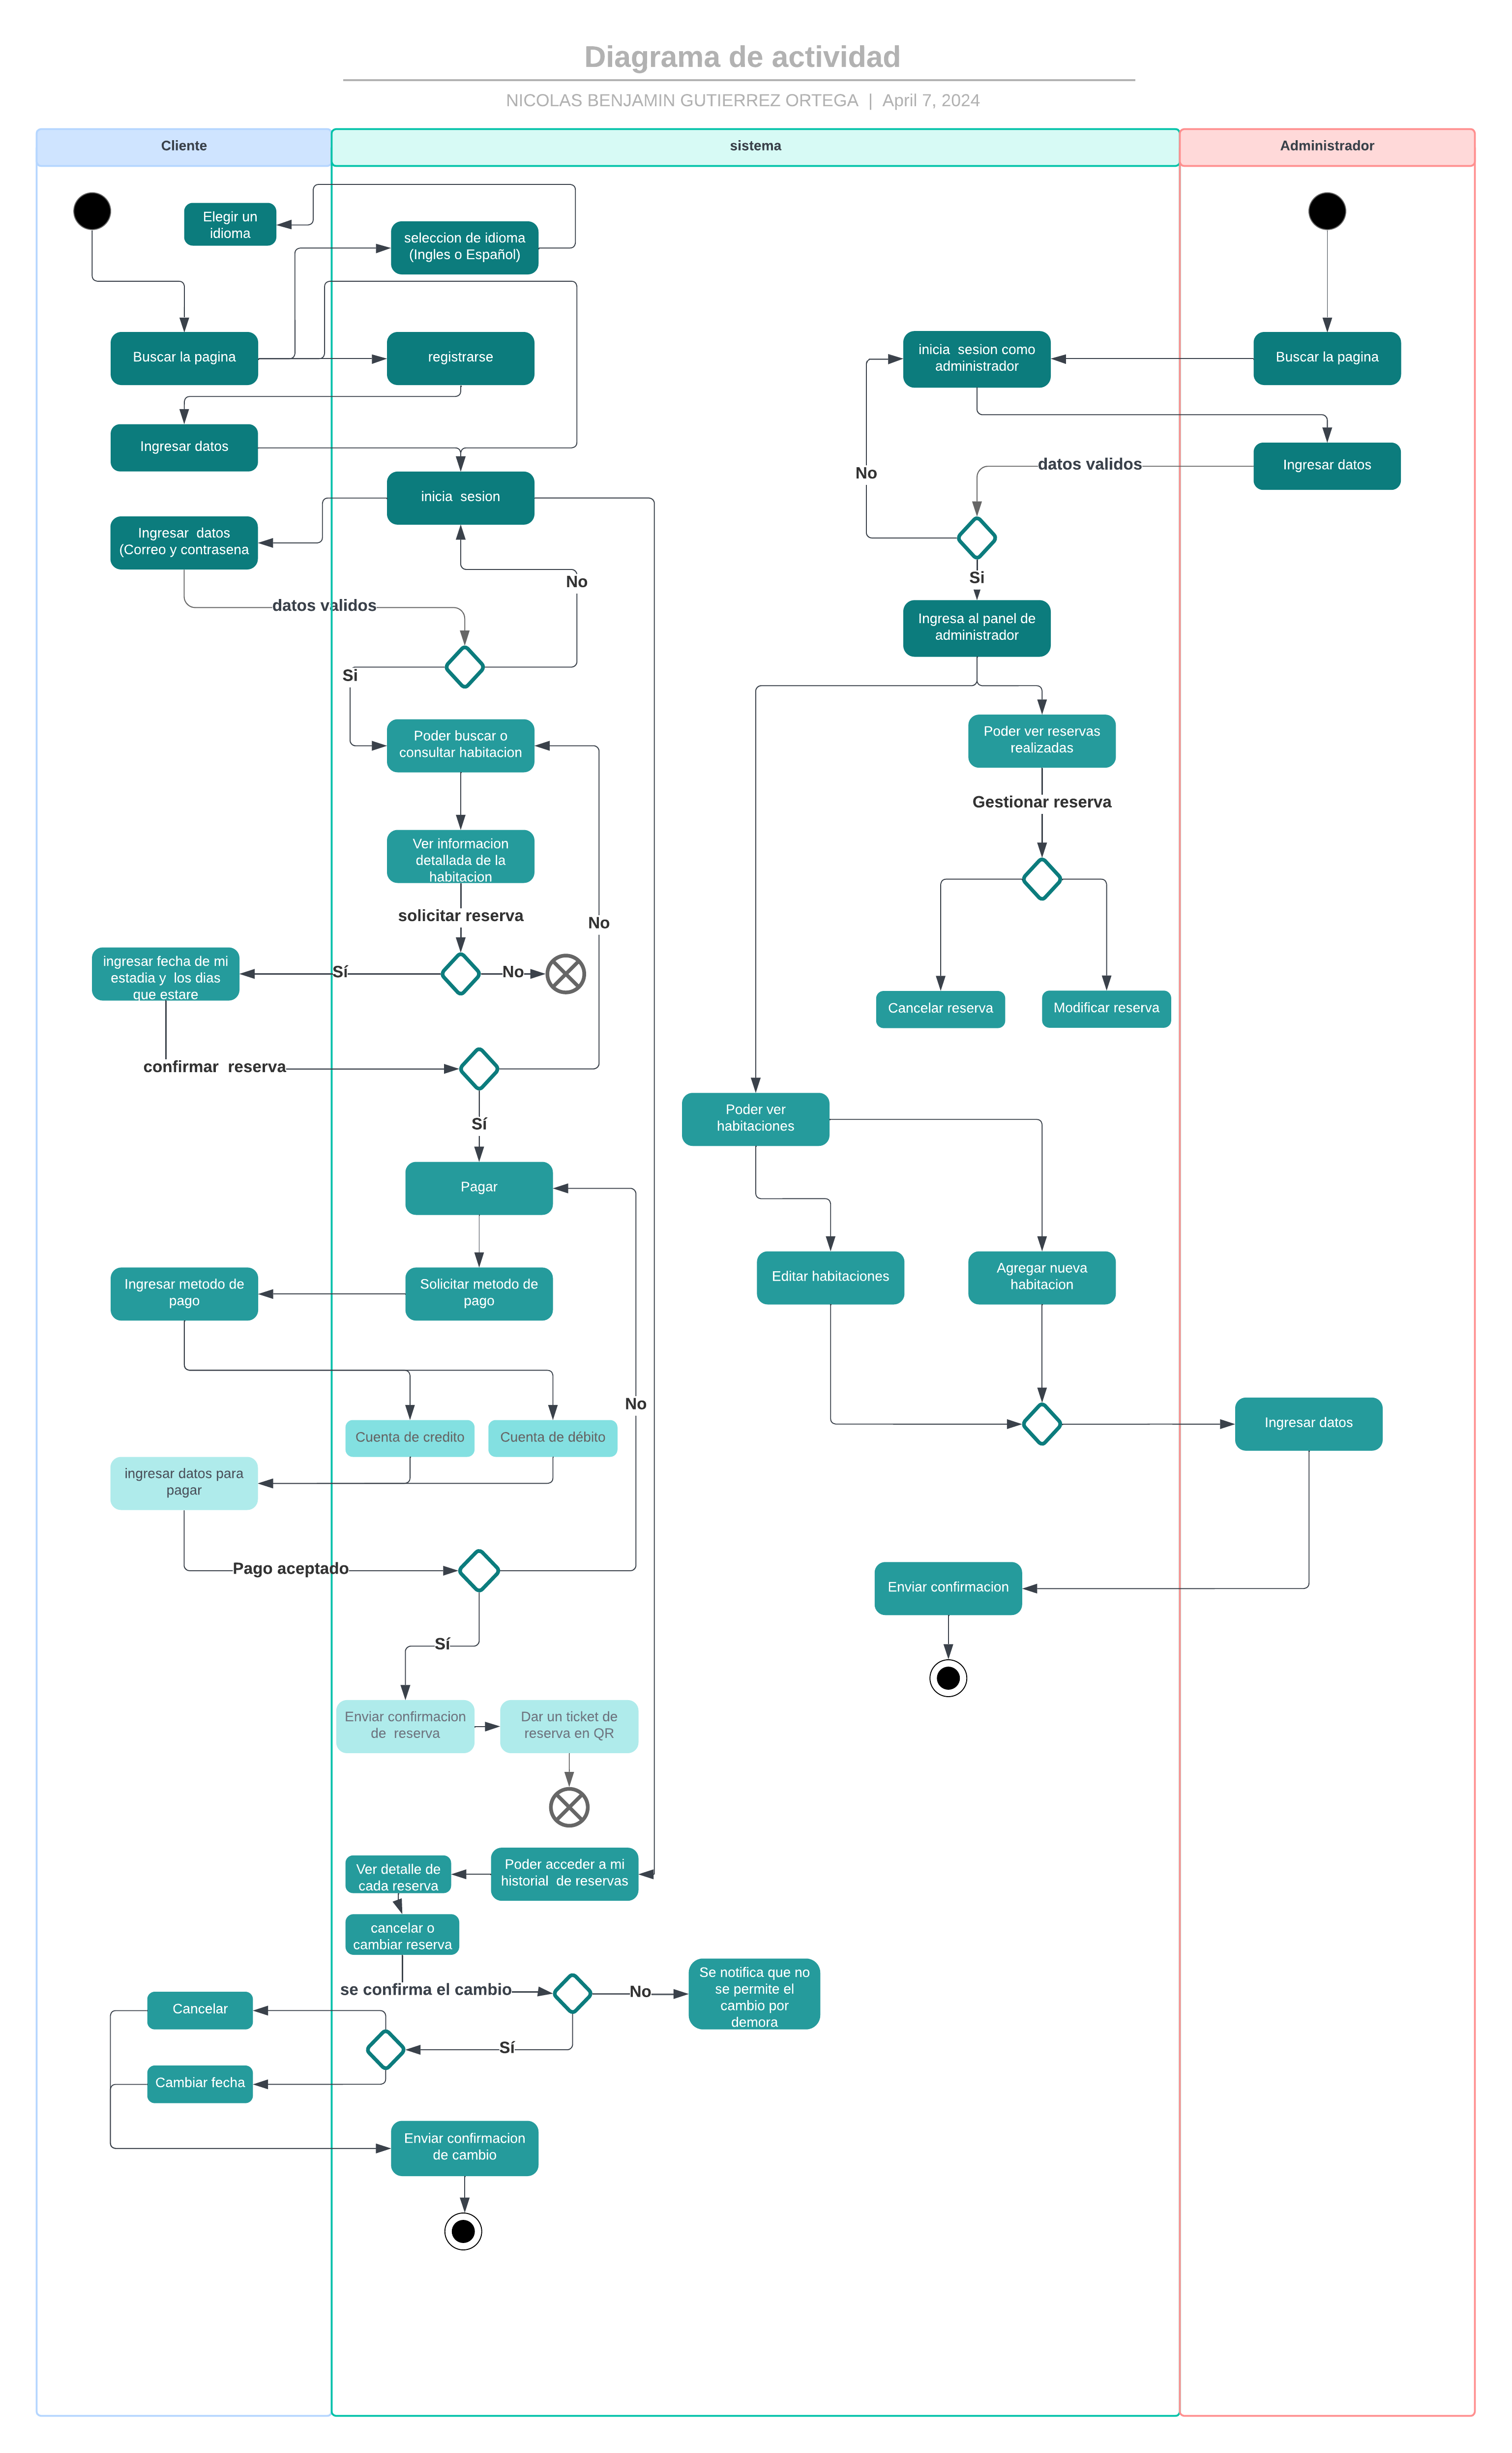 Diagrama de actividad
NICOLAS BENJAMIN GUTIERREZ ORTEGA | April 7, 2024
Cliente
sistema
Administrador
Elegir un
idioma
seleccion de idioma
(Ingles o Español)
Buscar la pagina
registrarse
inicia sesion como
administrador
Buscar la pagina
Ingresar datos
datos validos
Ingresar datos
No
inicia sesion
Ingresar datos
(Correo y contrasena
No
Si
datos validos
Ingresa al panel de
administrador
Si
Poder buscar o
consultar habitacion
Poder ver reservas
realizadas
Gestionar reserva
Ver informacion
detallada de la
habitacion
solicitar reserva
No
ingresar fecha de mi
estadia y los dias
que estare
Sí
No
Cancelar reserva
Modificar reserva
confirmar reserva
Sí
Poder ver
habitaciones
Pagar
Ingresar metodo de
pago
Solicitar metodo de
pago
Editar habitaciones
Agregar nueva
habitacion
No
Cuenta de credito
Cuenta de débito
Ingresar datos
ingresar datos para
pagar
Pago aceptado
Enviar confirmacion
Sí
Enviar confirmacion
de reserva
Dar un ticket de
reserva en QR
Ver detalle de
cada reserva
Poder acceder a mi
historial de reservas
cancelar o
cambiar reserva
se confirma el cambio
No
Se notifica que no
se permite el
cambio por
demora
Cancelar
Sí
Cambiar fecha
Enviar confirmacion
de cambio